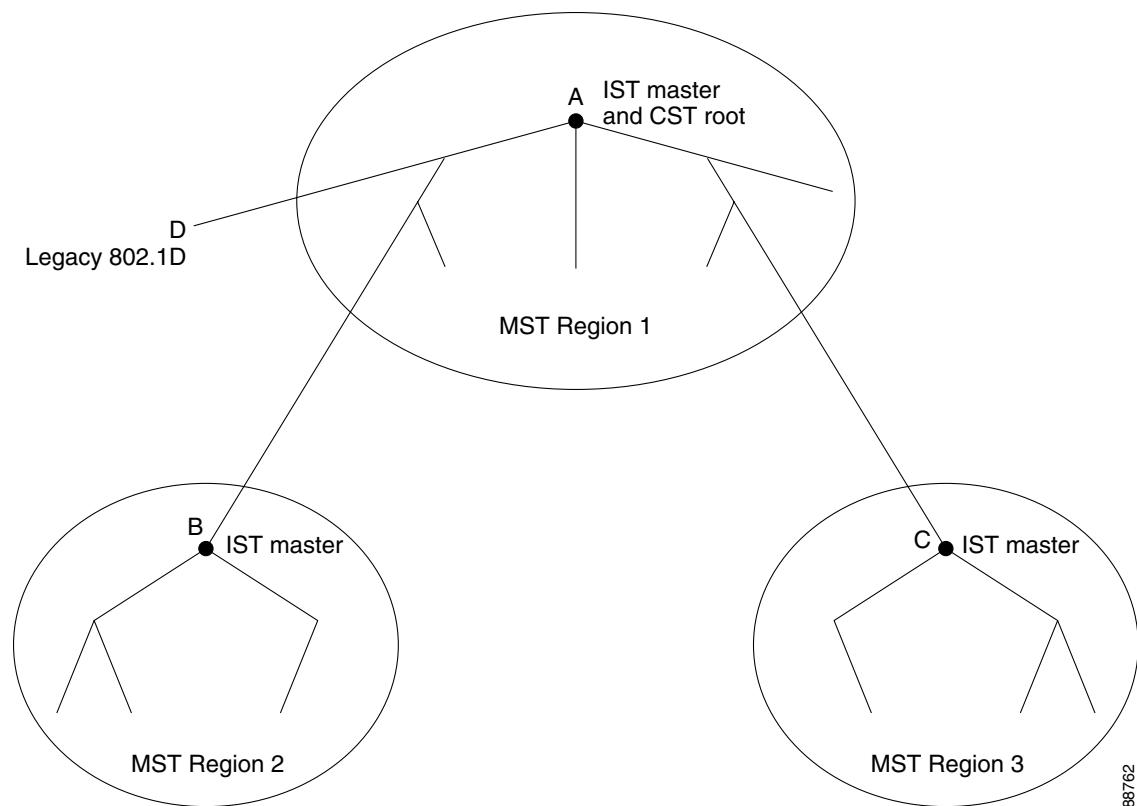 A
IST master
and CST root
D
Legacy 802.1D
MST Region 1
B
IST master
C
IST master
MST Region 2
MST Region 3
88762